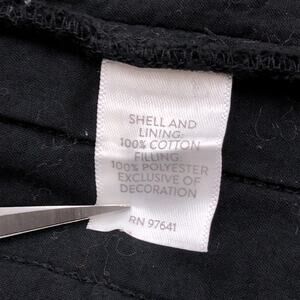 SHELL AND
LINING:
100% COTTON
FILLING:
100% POLYESTER
EXCLUSIVE OF
DECORATION
RN 97641